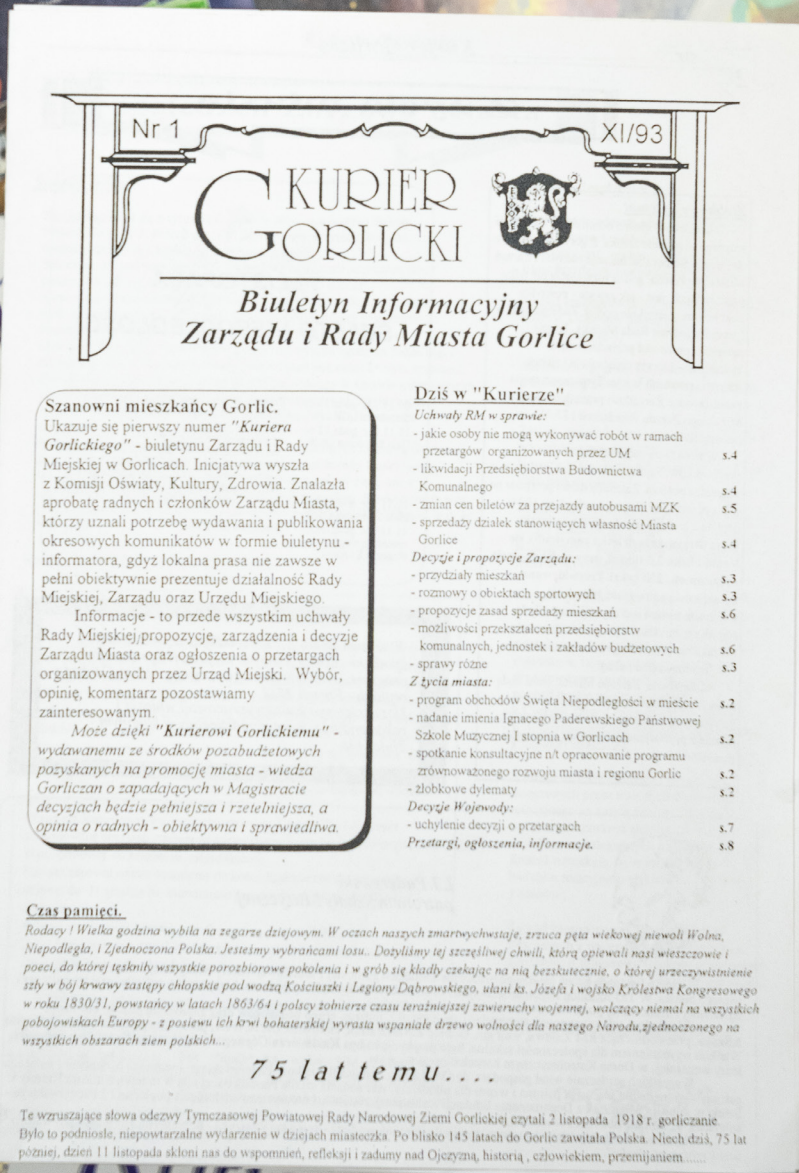 Nr 1
XI/93
KURIER
GORLICKI
Biuletyn Informacyjny
Zarządu i Rady Miasta Gorlice
Szanowni mieszkańcy Gorlic.
Ukazuje się pierwszy numer "Kuriera
Gorlickiego" - biuletynu Zarządu i Rady
Miejskiej w Gorlicach. Inicjatywa wyszła
z Komisji Oświaty, Kultury, Zdrowia. Znalazła
aprobatę radnych i członków Zarządu Miasta,
którzy uznali potrzebę wydawania i publikowania
okresowych komunikatów w formie biuletynu -
informatora, gdyż lokalna prasa nie zawsze w
pełni obiektywnie prezentuje działalność Rady
Miejskiej, Zarządu oraz Urzędu Miejskiego.
Informacje - to przede wszystkim uchwały
Rady Miejskiej, propozycje, zarządzenia i decyzje
Zarządu Miasta oraz ogłoszenia o przetargach
organizowanych przez Urząd Miejski. Wybór,
opinię, komentarz pozostawiamy
zainteresowanym.
Może dzięki "Kurierowi Gorlickiemu" -
wydawanemu ze środków pozabudżetowych
pozyskanych na promocję miasta - wiedza
Gorliczan o zapadających w Magistracie
decyzjach będzie pełniejsza i rzetelniejsza, a
opinia o radnych - obiektywna i sprawiedliwa.
Dziś w "Kurierze"
Uchwały RM w sprawie:
- jakie osoby nie mogą wykonywać robót w ramach
przetargów organizowanych przez UM s.4
- likwidacji Przedsiębiorstwa Budownictwa
Komunalnego s.4
- zmian cen biletów za przejazdy autobusami MZK s.5
- sprzedaży działek stanowiących własność Miasta
Gorlice s.4
Decyzje i propozycje Zarządu:
- przydziały mieszkań s.3
- rozmowy o obiektach sportowych s.3
- propozycje zasad sprzedaży mieszkań s.6
- możliwości przekształceń przedsiębiorstw
komunalnych, jednostek i zakładów budżetowych s.6
- sprawy różne s.3
Z życia miasta:
- program obchodów Święta Niepodległości w mieście s.2
- nadanie imienia Ignacego Paderewskiego Państwowej
Szkole Muzycznej I stopnia w Gorlicach s.2
- spotkanie konsultacyjne n/t opracowanie programu
zrównoważonego rozwoju miasta i regionu Gorlic s.2
- żłobkowe dylematy s.2
Decyzje Wojewody:
- uchylenie decyzji o przetargach s.7
Przetargi, ogłoszenia, informacje. s.8
Czas pamięci.
Rodacy ! Wielka godzina wybiła na zegarze dziejowym. W oczach naszych zmartwychwstaje, zrzuca pęta wiekowej niewoli Wolna,
Niepodległa, i Zjednoczona Polska. Jesteśmy wybrańcami losu.. Dożyliśmy tej szczęśliwej chwili, którą opiewali nasi wieszczowie i
poeci, do której tęskniły wszystkie porozbiorowe pokolenia i w grób się kładły czekając na nią bezskutecznie, o której urzeczywistnienie
szły w bój krwawy zastępy chłopskie pod wodzą Kościuszki i Legiony Dąbrowskiego, ułani ks. Józefa i wojsko Królestwa Kongresowego
w roku 1830/31, powstańcy w latach 1863/64 i polscy żołnierze czasu teraźniejszej zawieruchy wojennej, walczący niemal na wszystkich
pobojowiskach Europy - z posiewu ich krwi bohaterskiej wyrasta wspaniałe drzewo wolności dla naszego Narodu,zjednoczonego na
wszystkich obszarach ziem polskich...
75 lat temu....
Te wzruszające słowa odezwy Tymczasowej Powiatowej Rady Narodowej Ziemi Gorlickiej czytali 2 listopada 1918 r. gorliczanie.
Było to podniosłe, niepowtarzalne wydarzenie w dziejach miasteczka. Po blisko 145 latach do Gorlic zawitała Polska. Niech dziś, 75 lat
później, dzień 11 listopada skłoni nas do wspomnień, refleksji i zadumy nad Ojczyzną, historią , człowiekiem, przemijaniem.......